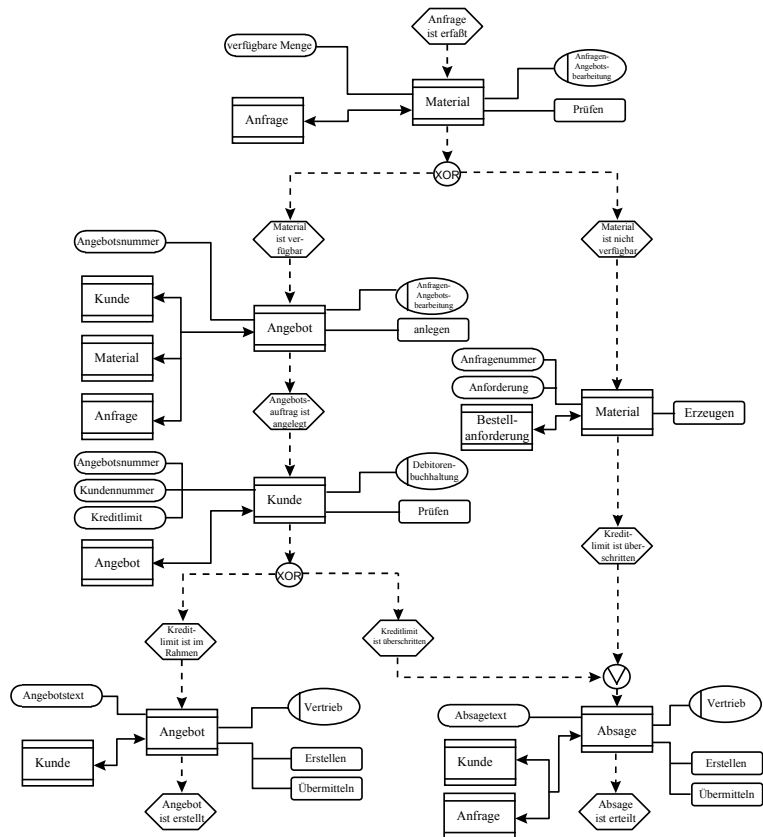 Anfrage
ist erfaßt
verfügbare Menge
Anfragen-
Angebots-
bearbeitung
Material
Anfrage
Prüfen
XOR
Material
ist ver-
fügbar
Material
ist nicht
verfügbar
Angebotsnummer
Kunde
Anfragen-
Angebots-
bearbeitung
Angebot
anlegen
Material
Anfragenummer
Anforderung
Angebots-
auftrag ist
angelegt
Anfrage
Material
Erzeugen
Bestell-
anforderung
Angebotsnummer
Kundennummer
Kreditlimit
Debitoren-
buchhaltung
Kunde
Prüfen
Angebot
Kredit-
limit ist über-
schritten
XOR
Kredit-
limit ist im
Rahmen
Kreditlimit
ist überschritten
Angebotstext
Vertrieb
Angebot
Kunde
Erstellen
Übermitteln
Angebot
ist erstellt
Absagetext
Vertrieb
Absage
Kunde
Erstellen
Anfrage
Übermitteln
Absage
ist erteilt